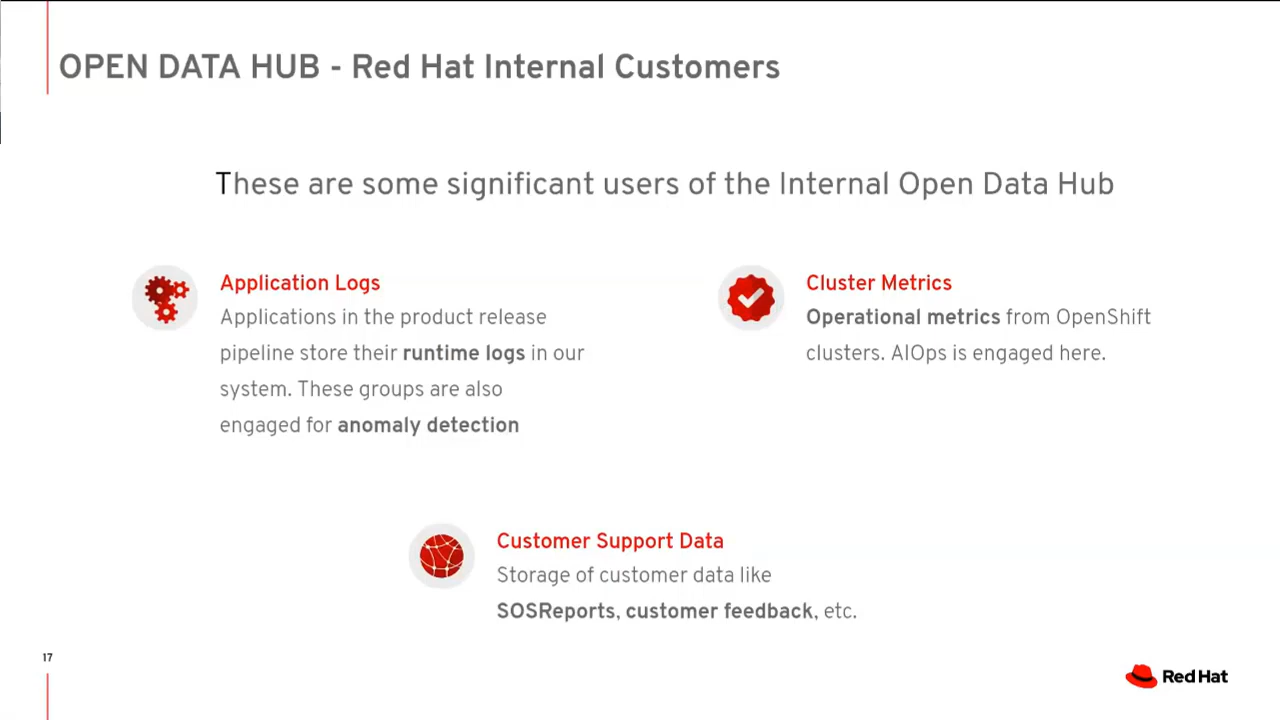 OPEN DATA HUB - Red Hat Internal Customers
These are some significant users of the Internal Open Data Hub
Application Logs
Applications in the product release
pipeline store their runtime logs in our
system. These groups are also
engaged for anomaly detection
Cluster Metrics
Operational metrics from OpenShift
clusters. AIOps is engaged here.
Customer Support Data
Storage of customer data like
SOSReports, customer feedback, etc.
17
Red Hat